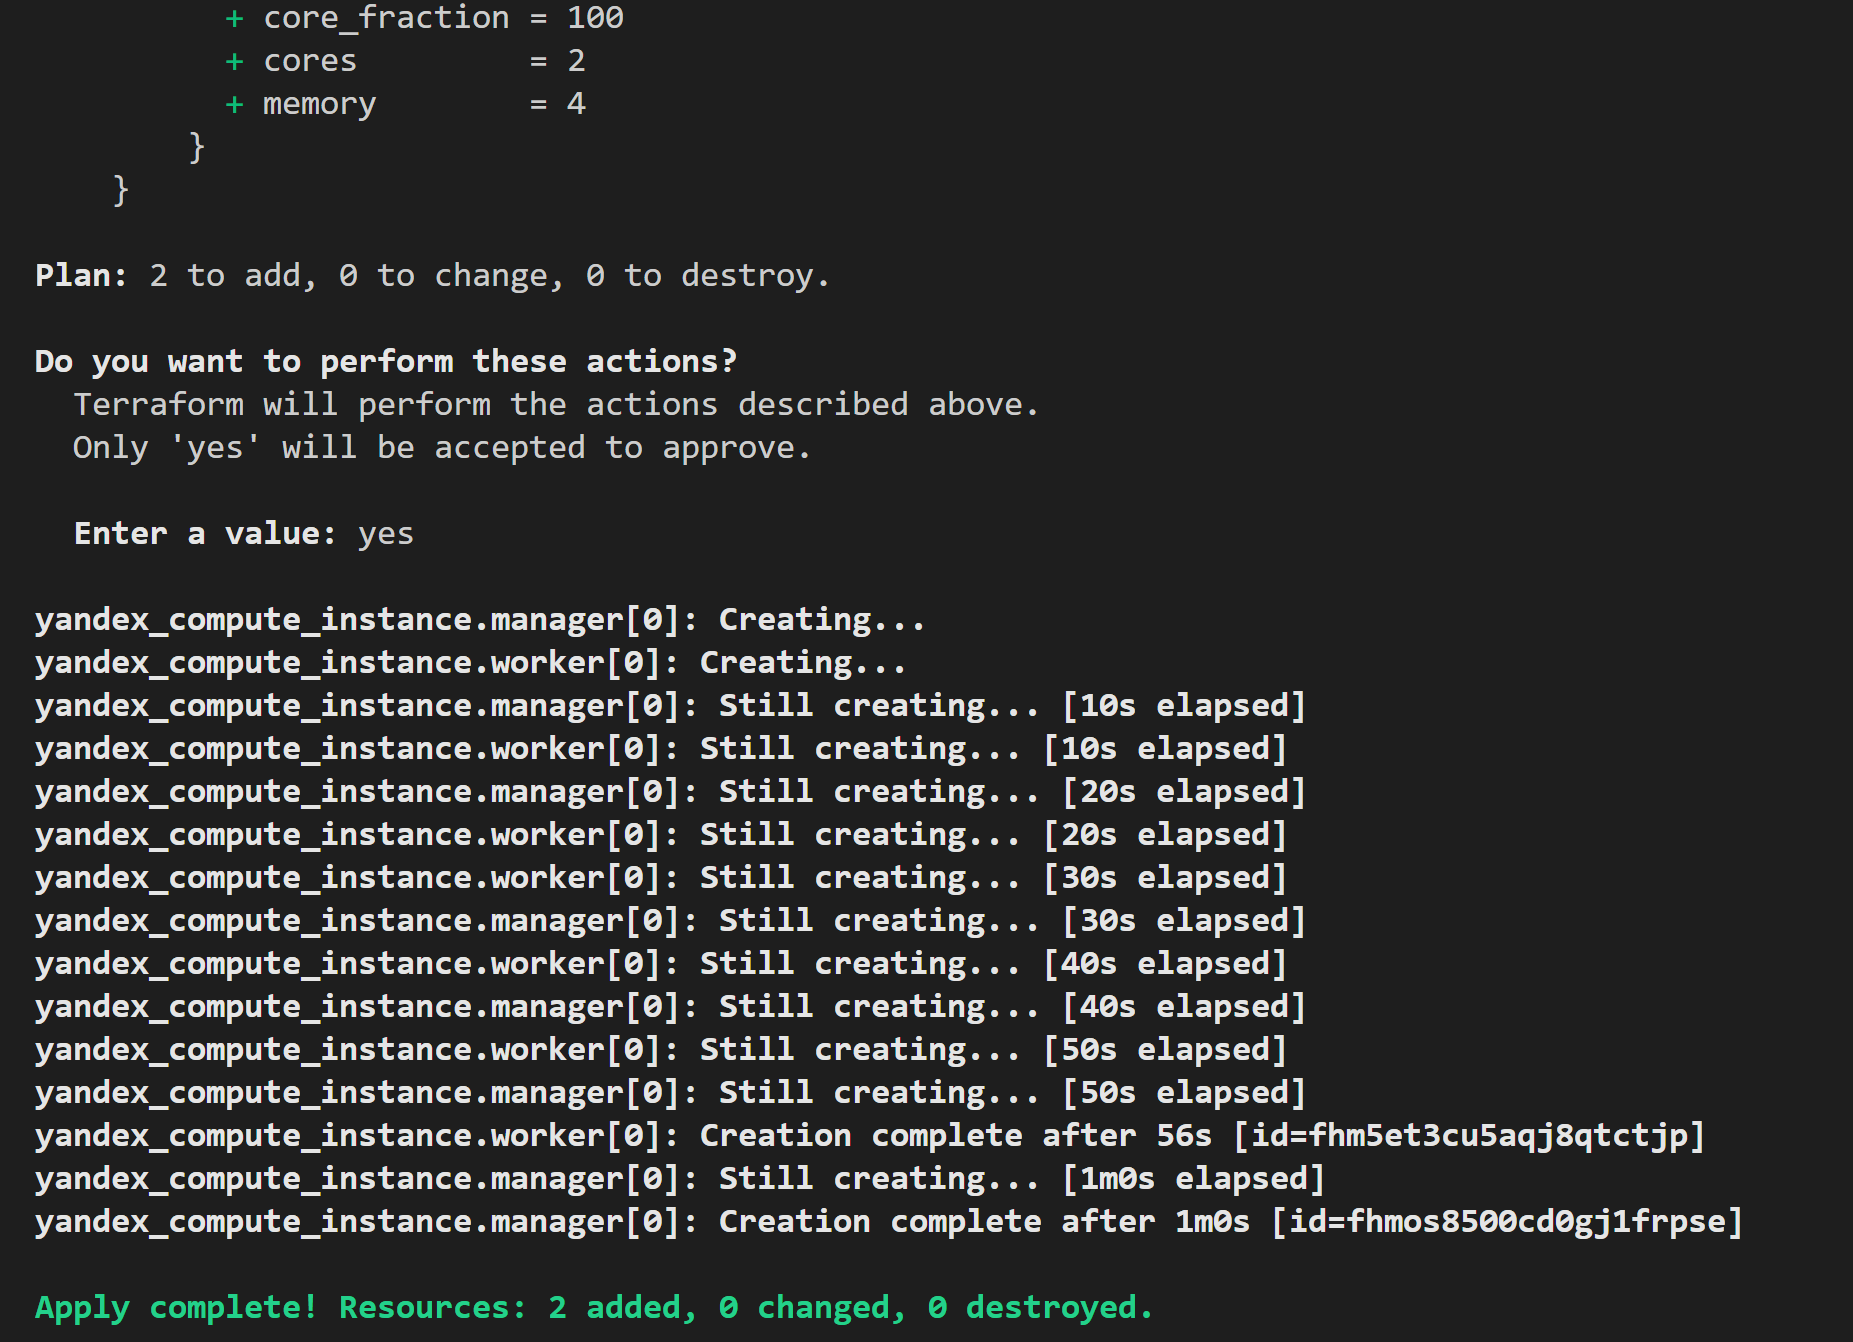 + core_fraction = 100
+ cores         = 2
+ memory        = 4
}
}
Plan: 2 to add, 0 to change, 0 to destroy.
Do you want to perform these actions?
Terraform will perform the actions described above.
Only 'yes' will be accepted to approve.
Enter a value: yes
yandex_compute_instance.manager[0]: Creating...
yandex_compute_instance.worker[0]: Creating...
yandex_compute_instance.manager[0]: Still creating... [10s elapsed]
yandex_compute_instance.worker[0]: Still creating... [10s elapsed]
yandex_compute_instance.manager[0]: Still creating... [20s elapsed]
yandex_compute_instance.worker[0]: Still creating... [20s elapsed]
yandex_compute_instance.worker[0]: Still creating... [30s elapsed]
yandex_compute_instance.manager[0]: Still creating... [30s elapsed]
yandex_compute_instance.worker[0]: Still creating... [40s elapsed]
yandex_compute_instance.manager[0]: Still creating... [40s elapsed]
yandex_compute_instance.worker[0]: Still creating... [50s elapsed]
yandex_compute_instance.manager[0]: Still creating... [50s elapsed]
yandex_compute_instance.worker[0]: Creation complete after 56s [id=fhm5et3cu5aqj8qtctjp]
yandex_compute_instance.manager[0]: Still creating... [1m0s elapsed]
yandex_compute_instance.manager[0]: Creation complete after 1m0s [id=fhmos8500cd0gj1frpse]
Apply complete! Resources: 2 added, 0 changed, 0 destroyed.